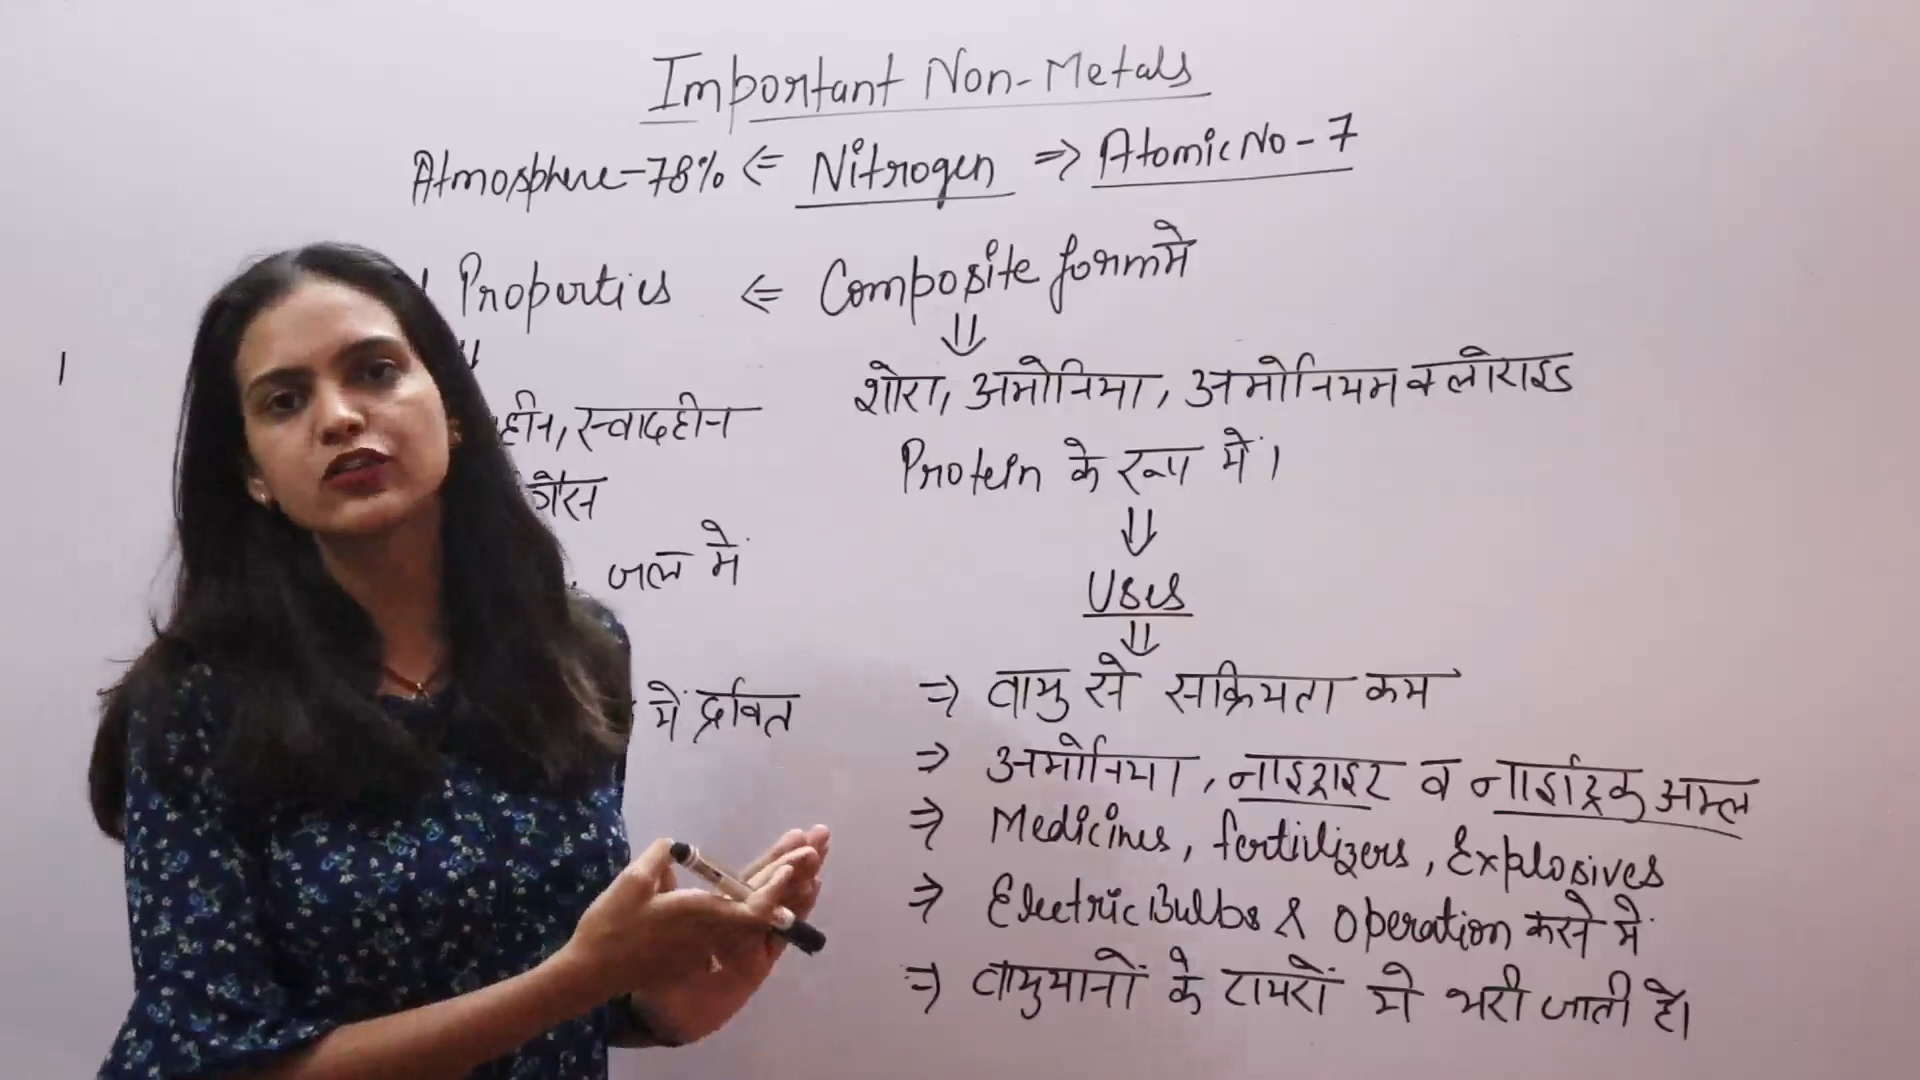 Important Non-Metals
Atmosphere-78% ⇐ Nitrogen ⇒ Atomic No-7
Properties ⇐ Composite form में
⇓
शोरा, अमोनिया, अमोनियम क्लोराइड
हीन, स्वादहीन
Protein के रूप में।
गैस
⇓
जल में
Uses
⇓
में द्रवित
⇒ वायु से सक्रियता कम
⇒ अमोनिया, नाइट्राइट व नाईट्रिक अम्ल
⇒ Medicines, fertilizers, Explosives
⇒ Electric Bulbs & Operation करने में
⇒ वायुयानों के टायरों मे भरी जाती है।